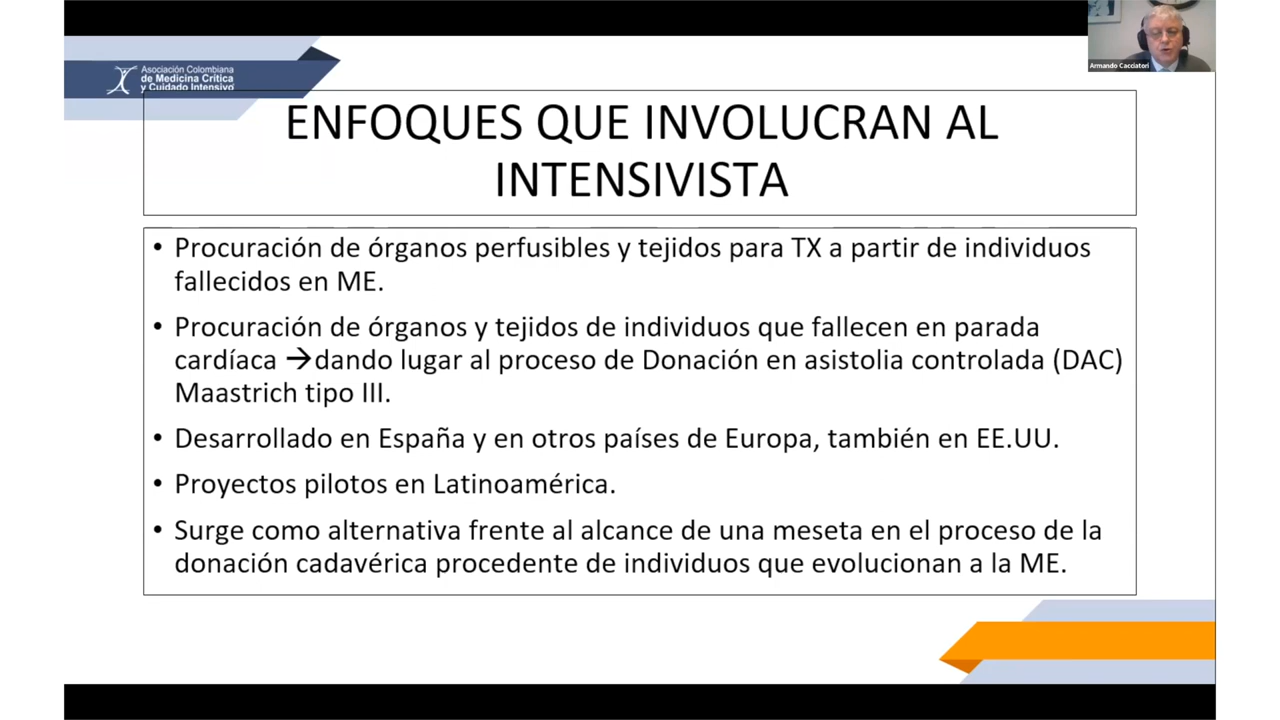 Armando Cacciatori
Asociación Colombiana
de Medicina Crítica
y Cuidado Intensivo
ENFOQUES QUE INVOLUCRAN AL
INTENSIVISTA
• Procuración de órganos perfusibles y tejidos para TX a partir de individuos
fallecidos en ME.
• Procuración de órganos y tejidos de individuos que fallecen en parada
cardíaca →dando lugar al proceso de Donación en asistolia controlada (DAC)
Maastrich tipo III.
• Desarrollado en España y en otros países de Europa, también en EE.UU.
• Proyectos pilotos en Latinoamérica.
• Surge como alternativa frente al alcance de una meseta en el proceso de la
donación cadavérica procedente de individuos que evolucionan a la ME.